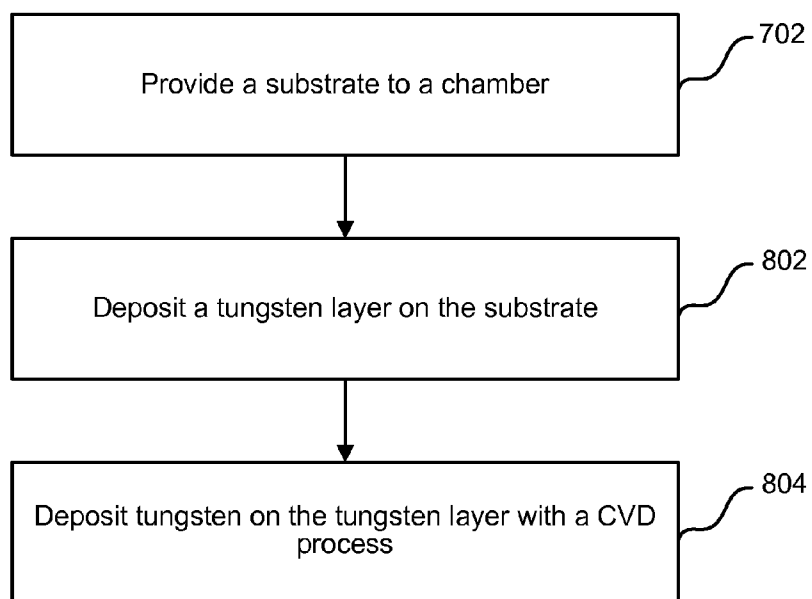 702
Provide a substrate to a chamber
802
Deposit a tungsten layer on the substrate
804
Deposit tungsten on the tungsten layer with a CVD
process